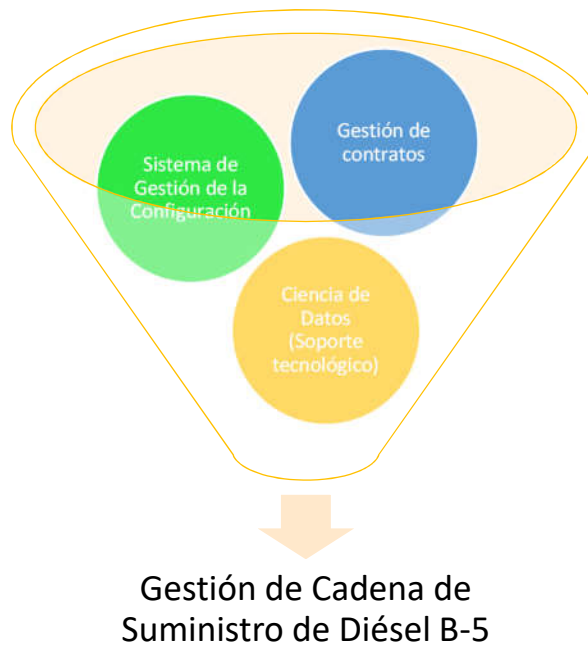 Gestión de
contratos
Sistema de
Gestión de la
Configuración
Ciencia de
Datos
(Soporte
tecnológico)
Gestión de Cadena de
Suministro de Diésel B-5